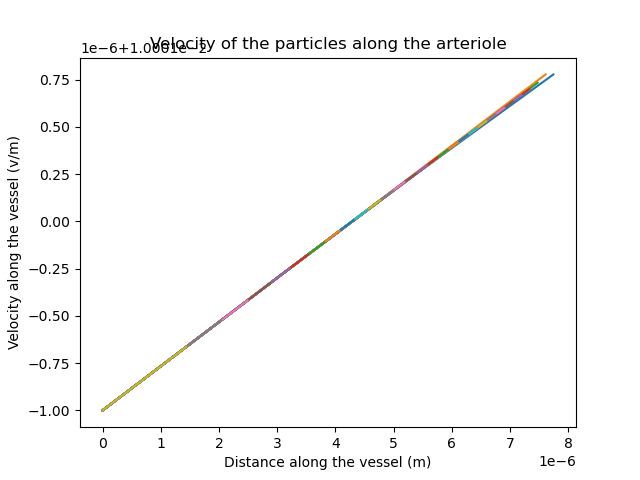 Velocity of the particles along the arteriole
1e−6+1.0001e−2
0.75
0.50
0.25
0.00
−0.25
−0.50
−0.75
−1.00
Velocity along the vessel (v/m)
0 1 2 3 4 5 6 7 8
1e−6
Distance along the vessel (m)